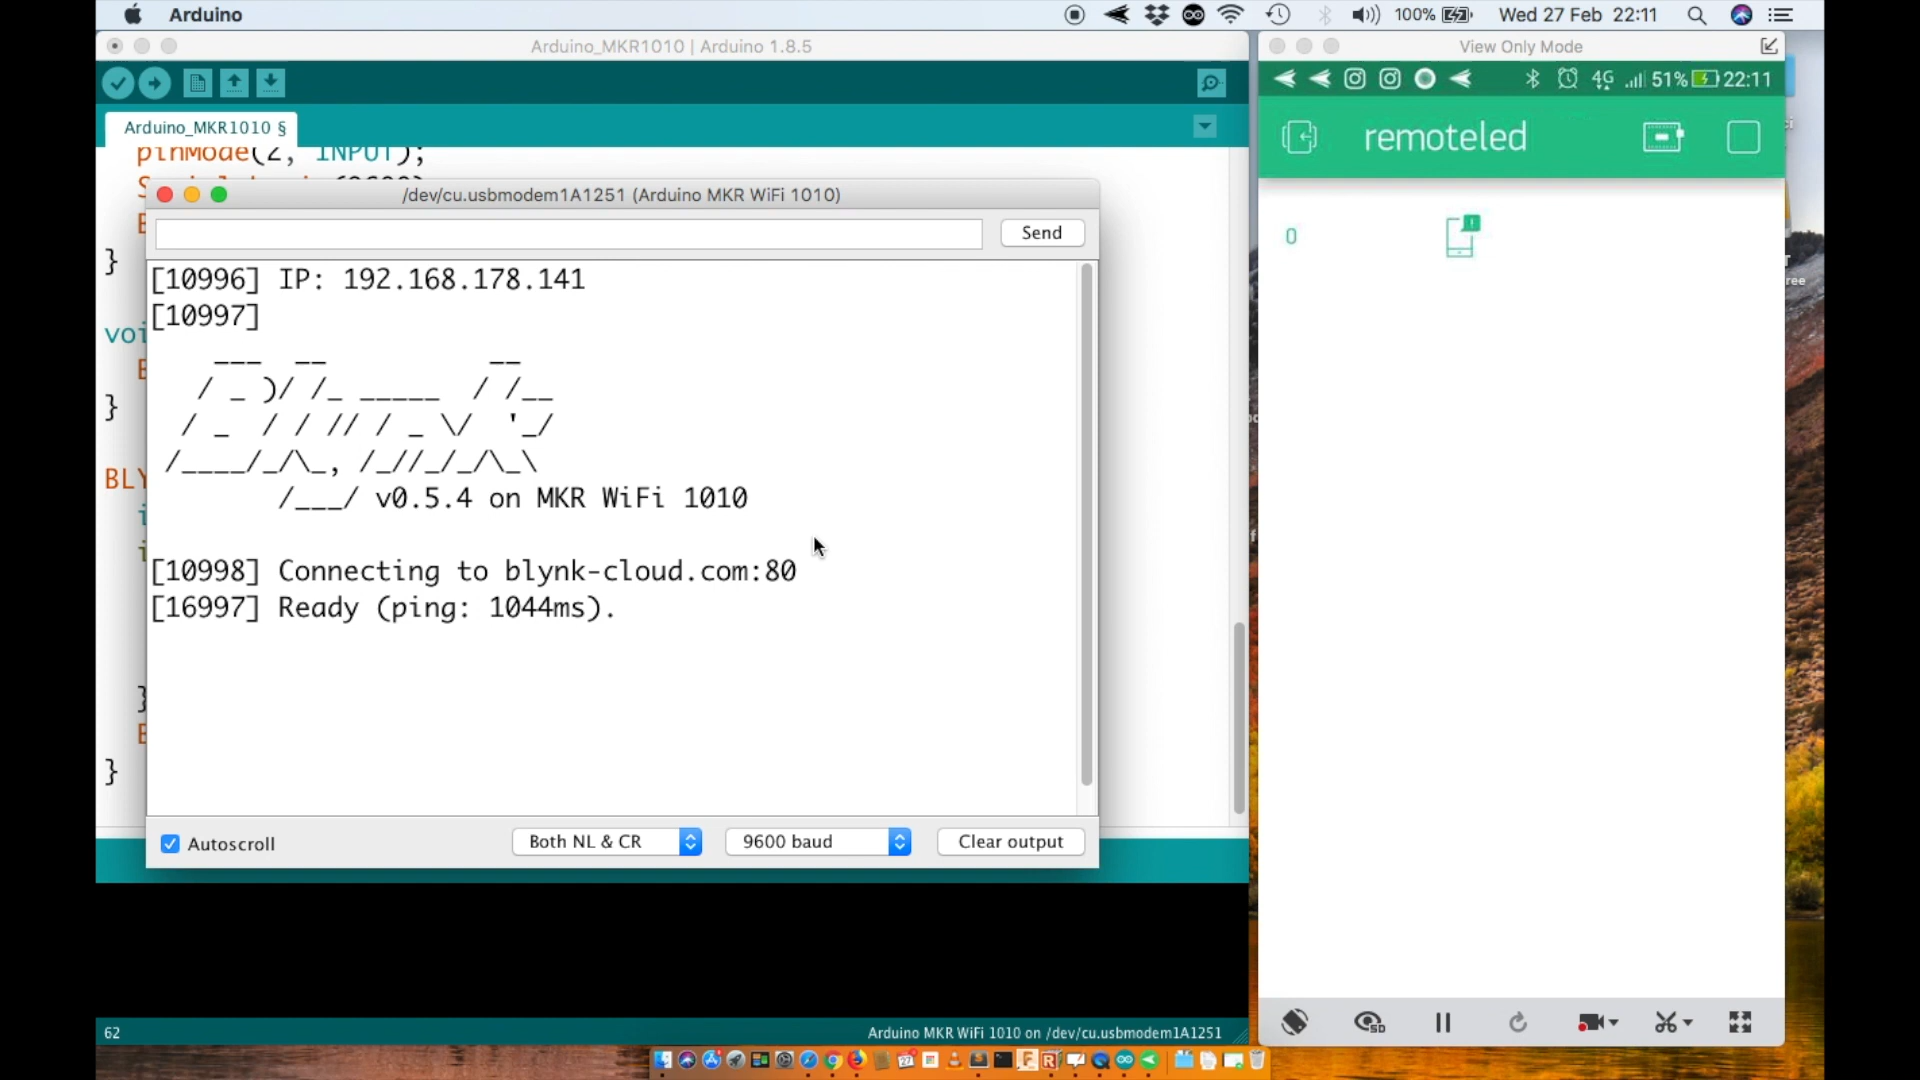 Arduino
100%
Wed 27 Feb 22:11
Arduino_MKR1010 | Arduino 1.8.5
Arduino_MKR1010 §
pinMode(2, INPUT);
}
voi
}
BLY
}
}
/dev/cu.usbmodem1A1251 (Arduino MKR WiFi 1010)
Send
[10996] IP: 192.168.178.141
[10997]
    ___  __          __
   / _ )/ /_ _____  / /__
  / _  / / // / _ \/  '_/
 /____/_/\_, /_//_/_/\_\
        /___/ v0.5.4 on MKR WiFi 1010
[10998] Connecting to blynk-cloud.com:80
[16997] Ready (ping: 1044ms).
Autoscroll
Both NL & CR
9600 baud
Clear output
62
Arduino MKR WiFi 1010 on /dev/cu.usbmodem1A1251
View Only Mode
4G
51%
22:11
remoteled
0
SD